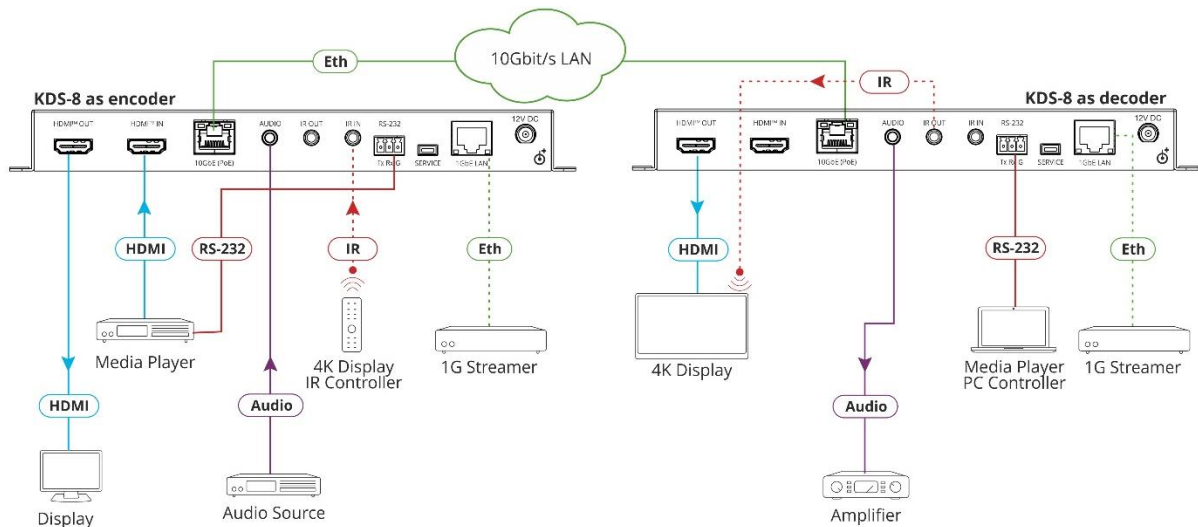 10Gbit/s LAN
Eth
KDS-8 as encoder
HDMI™ OUT
HDMI™ IN
10GbE (PoE)
AUDIO
IR OUT
IR IN
RS-232
Tx Rx G
SERVICE
1GbE LAN
12V DC
HDMI
RS-232
IR
Eth
Media Player
4K Display
IR Controller
1G Streamer
HDMI
Audio
Display
Audio Source
IR
KDS-8 as decoder
HDMI™ OUT
HDMI™ IN
10GbE (PoE)
AUDIO
IR OUT
IR IN
RS-232
Tx Rx G
SERVICE
1GbE LAN
12V DC
HDMI
RS-232
Eth
4K Display
Media Player
PC Controller
1G Streamer
Audio
Amplifier